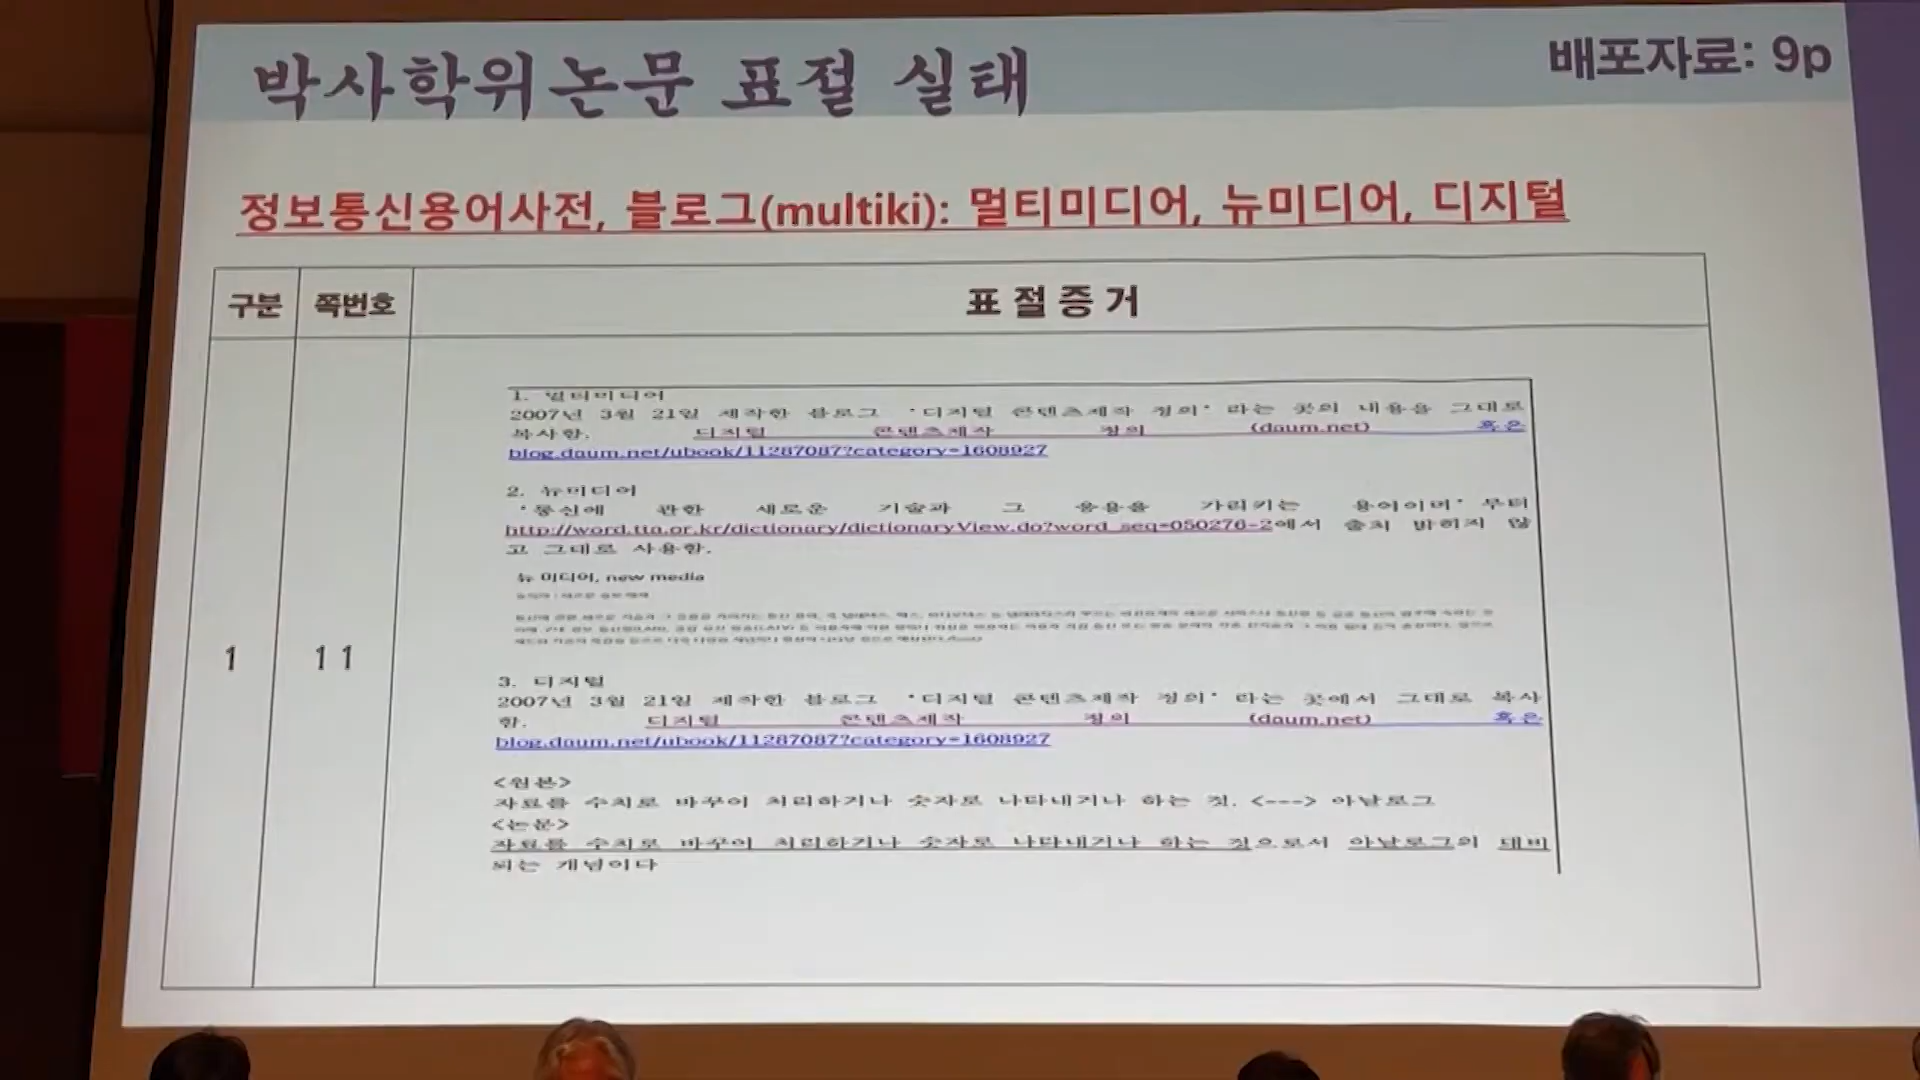 박사학위논문 표절 실태
배포자료: 9p
정보통신용어사전, 블로그(multiki): 멀티미디어, 뉴미디어, 디지털
구분 쪽번호 표절증거
1 11
1. 멀티미디어
2007년 3월 21일 제작한 블로그 "디지털 콘텐츠제작 정의" 라는 곳의 내용을 그대로
복사함. 디지털 콘텐츠제작 정의 (daum.net) 혹은
blog.daum.net/ubook/11287087?category=1608927
2. 뉴미디어
"통신에 관한 새로운 기술과 그 응용을 가리키는 용어이며" 부터
http://word.tta.or.kr/dictionary/dictionaryView.do?word_seq=050276-2에서 출처 밝히지 않
고 그대로 사용함.
뉴 미디어, new media
3. 디지털
2007년 3월 21일 제작한 블로그 "디지털 콘텐츠제작 정의" 라는 곳에서 그대로 복사
함. 디지털 콘텐츠제작 정의 (daum.net) 혹은
blog.daum.net/ubook/11287087?category=1608927
<원본>
자료를 수치로 바꾸어 처리하거나 숫자로 나타내거나 하는 것. <---> 아날로그
<논문>
자료를 수치로 바꾸어 처리하거나 숫자로 나타내거나 하는 것으로서 아날로그의 대비
되는 개념이다